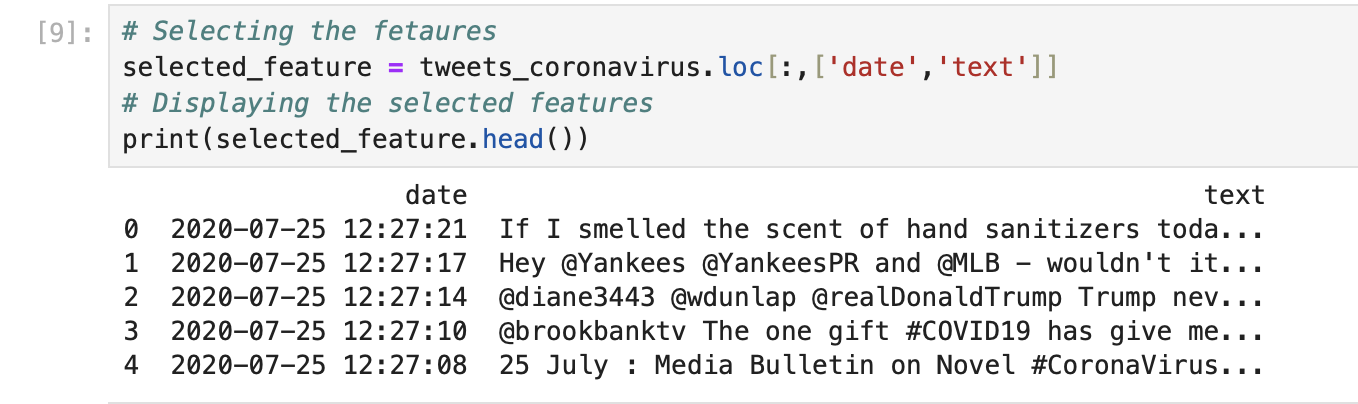 [9]:
# Selecting the fetaures
selected_feature = tweets_coronavirus.loc[:,['date','text']]
# Displaying the selected features
print(selected_feature.head())
date text
0 2020-07-25 12:27:21 If I smelled the scent of hand sanitizers toda...
1 2020-07-25 12:27:17 Hey @Yankees @YankeesPR and @MLB - wouldn't it...
2 2020-07-25 12:27:14 @diane3443 @wdunlap @realDonaldTrump Trump nev...
3 2020-07-25 12:27:10 @brookbanktv The one gift #COVID19 has give me...
4 2020-07-25 12:27:08 25 July : Media Bulletin on Novel #CoronaVirus...